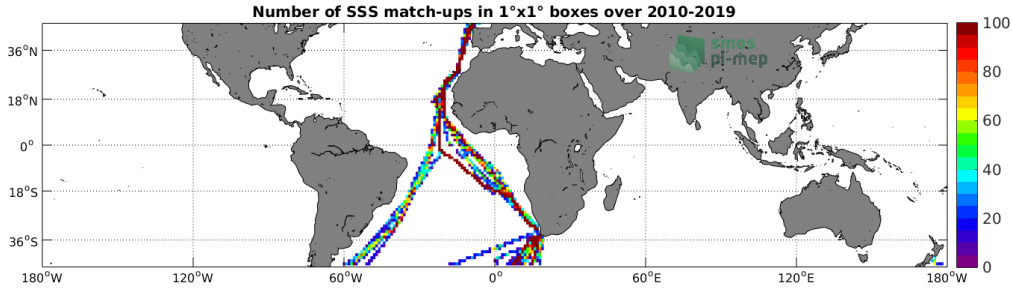 Number of SSS match-ups in 1°x1° boxes over 2010-2019
smos
pi-mep
36°N
18°N
0°
18°S
36°S
180°W
120°W
60°W
0°E
60°E
120°E
180°W
100
80
60
40
20
0